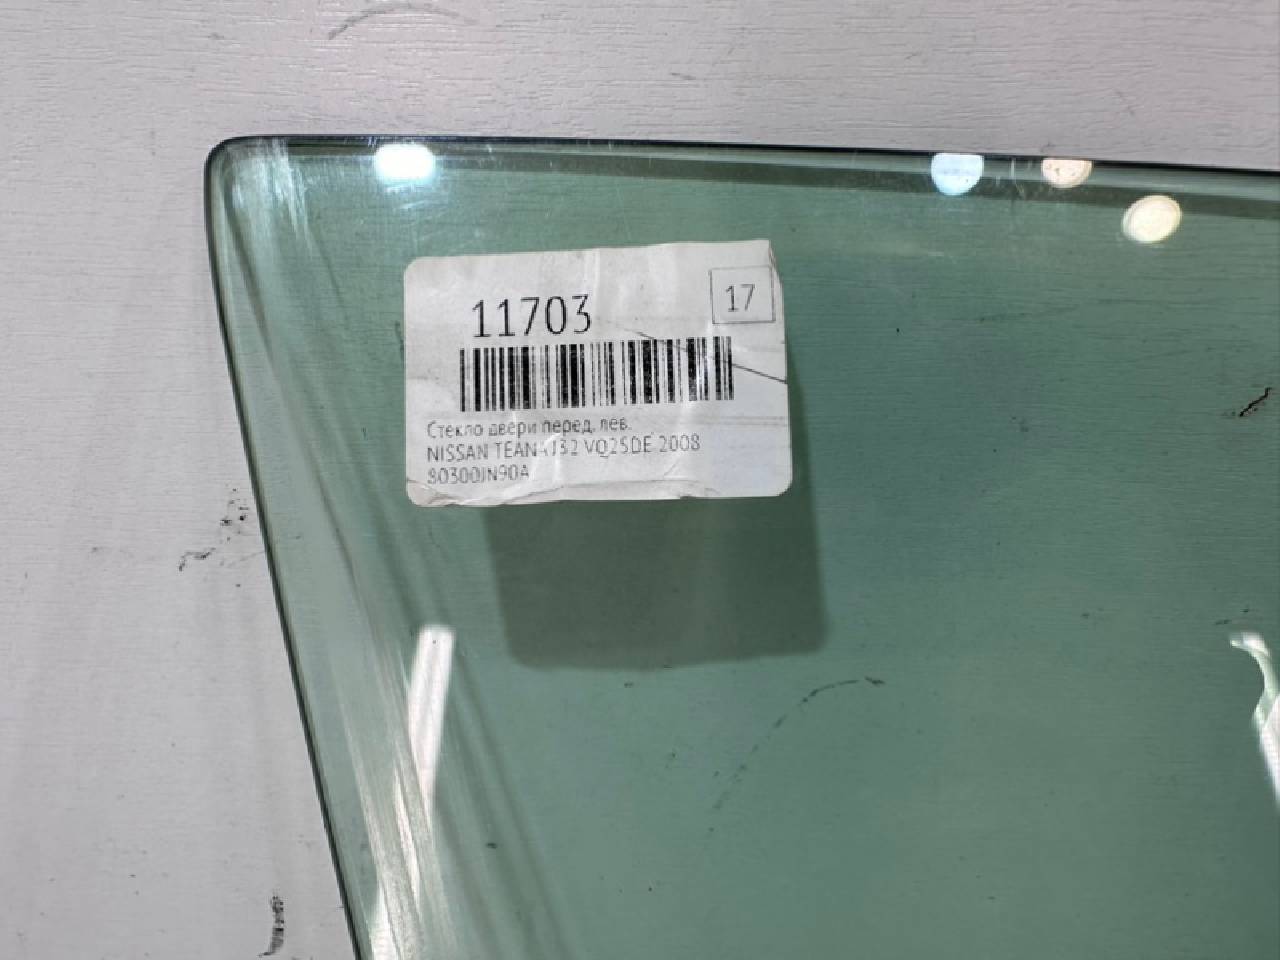 11703
17
Стекло двери перед. лев.
NISSAN TEANA J32 VQ25DE 2008
80300JN90A